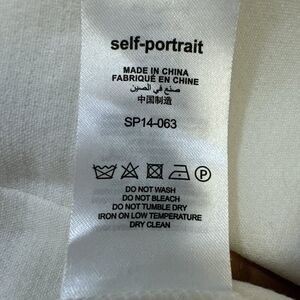 self-portrait
MADE IN CHINA
FABRIQUÉ EN CHINE
صنع في الصين
中国制造
SP14-063
P
DO NOT WASH
DO NOT BLEACH
DO NOT TUMBLE DRY
IRON ON LOW TEMPERATURE
DRY CLEAN